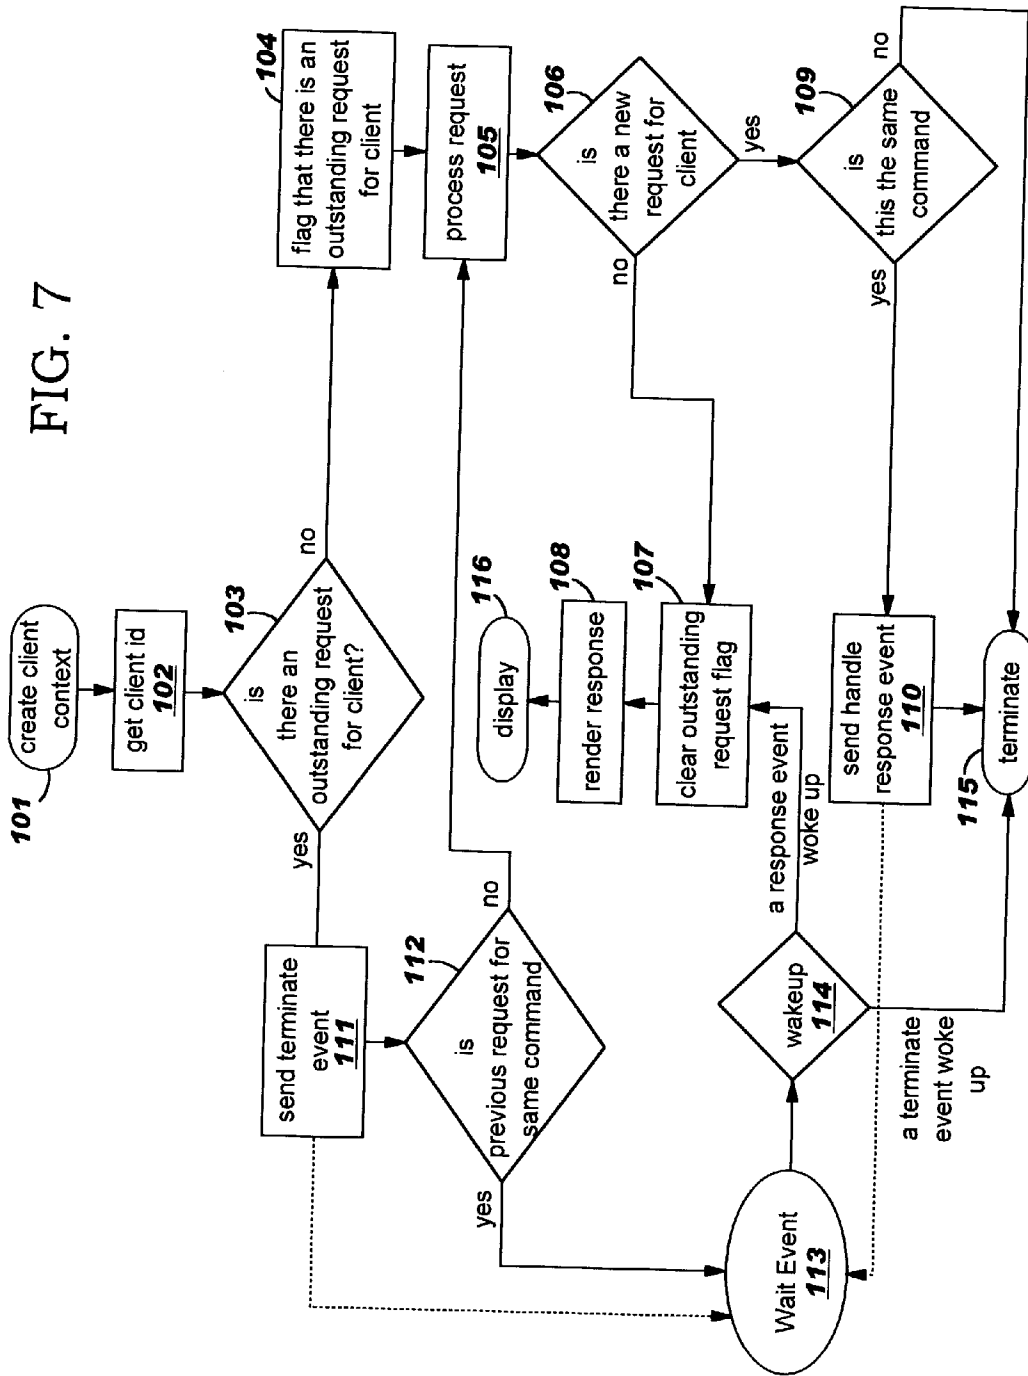 FIG. 7
101
create client
context
get client id
102
103
is
there an
outstanding request
for client?
yes
no
104
flag that there is an
outstanding request
for client
send terminate
event
111
process request
105
112
is
previous request for
same command
yes
no
106
is
there a new
request for
client
no
yes
116
display
108
render response
107
clear outstanding
request flag
109
is
this the same
command
yes
no
Wait Event
113
wakeup
114
a response event
woke up
a terminate
event woke
up
send handle
response event
110
115
terminate